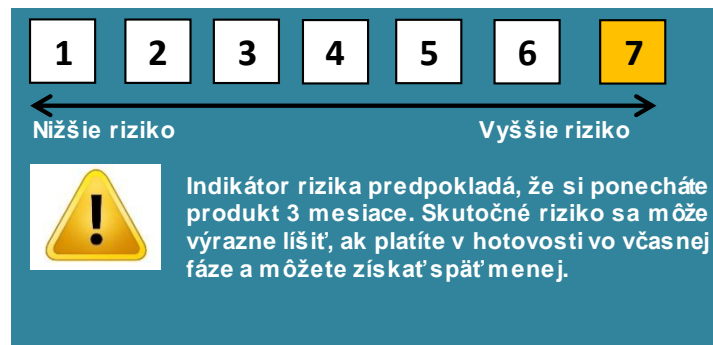 1 2 3 4 5 6 7
Nižšie riziko Vyššie riziko
Indikátor rizika predpokladá, že si ponecháte
produkt 3 mesiace. Skutočné riziko sa môže
výrazne líšiť, ak platíte v hotovosti vo včasnej
fáze a môžete získať späť menej.